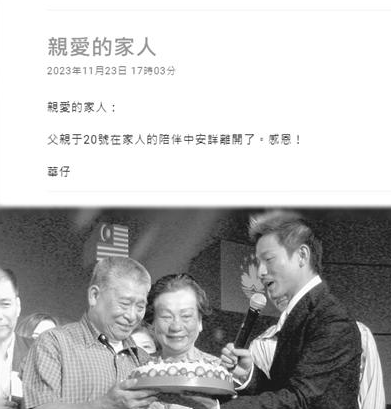 親愛的家人
2023年11月23日 17時03分
親愛的家人：
父親于20號在家人的陪伴中安詳離開了。感恩！
華仔